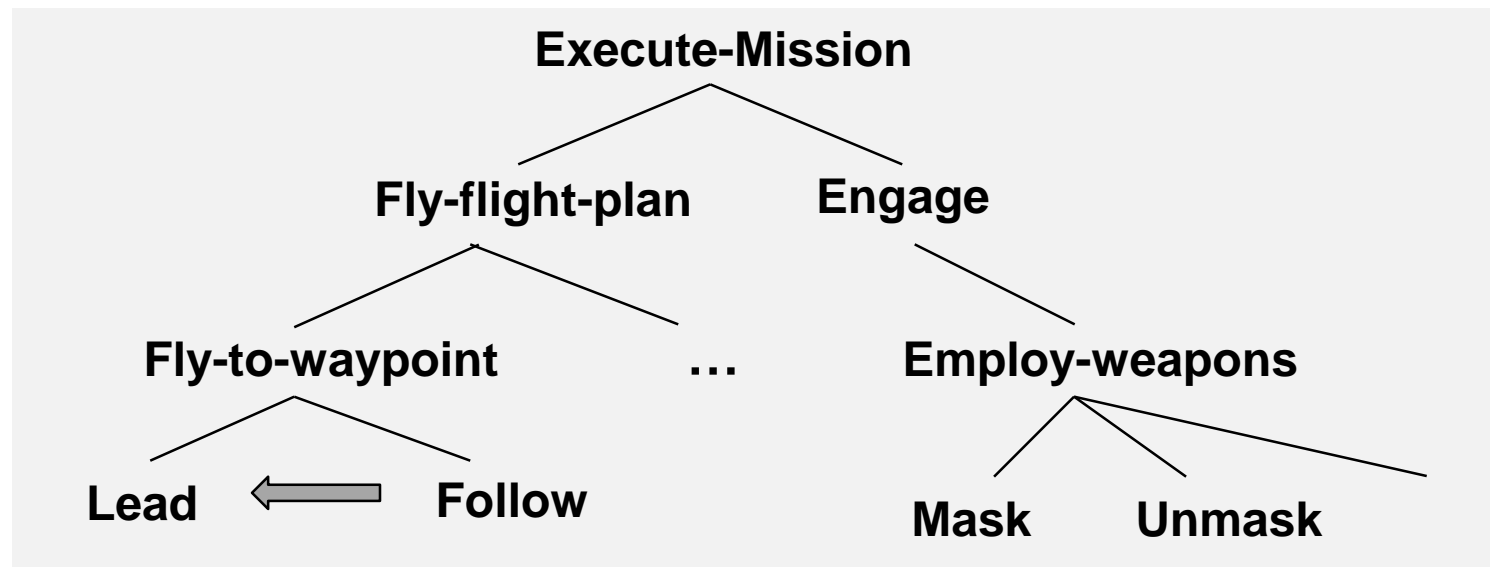 Execute-Mission
Fly-flight-plan Engage
Fly-to-waypoint … Employ-weapons
Lead Follow
Mask Unmask